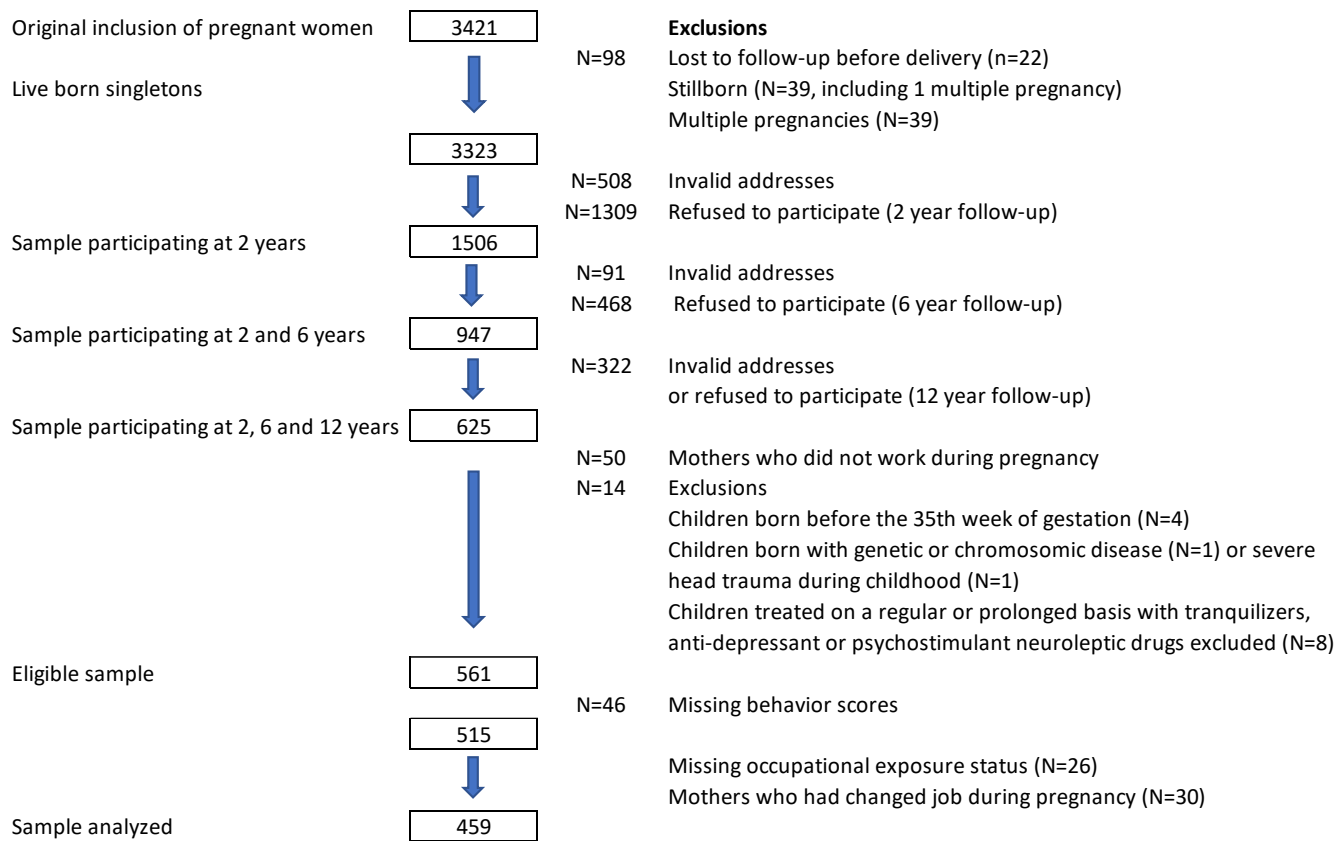 Original inclusion of pregnant women 3421 Exclusions
N=98 Lost to follow-up before delivery (n=22)
Live born singletons Stillborn (N=39, including 1 multiple pregnancy)
Multiple pregnancies (N=39)
3323
N=508 Invalid addresses
N=1309 Refused to participate (2 year follow-up)
Sample participating at 2 years 1506
N=91 Invalid addresses
N=468 Refused to participate (6 year follow-up)
Sample participating at 2 and 6 years 947
N=322 Invalid addresses
or refused to participate (12 year follow-up)
Sample participating at 2, 6 and 12 years 625
N=50 Mothers who did not work during pregnancy
N=14 Exclusions
Children born before the 35th week of gestation (N=4)
Children born with genetic or chromosomic disease (N=1) or severe
head trauma during childhood (N=1)
Children treated on a regular or prolonged basis with tranquilizers,
anti-depressant or psychostimulant neuroleptic drugs excluded (N=8)
Eligible sample 561
N=46 Missing behavior scores
515
Missing occupational exposure status (N=26)
Mothers who had changed job during pregnancy (N=30)
Sample analyzed 459